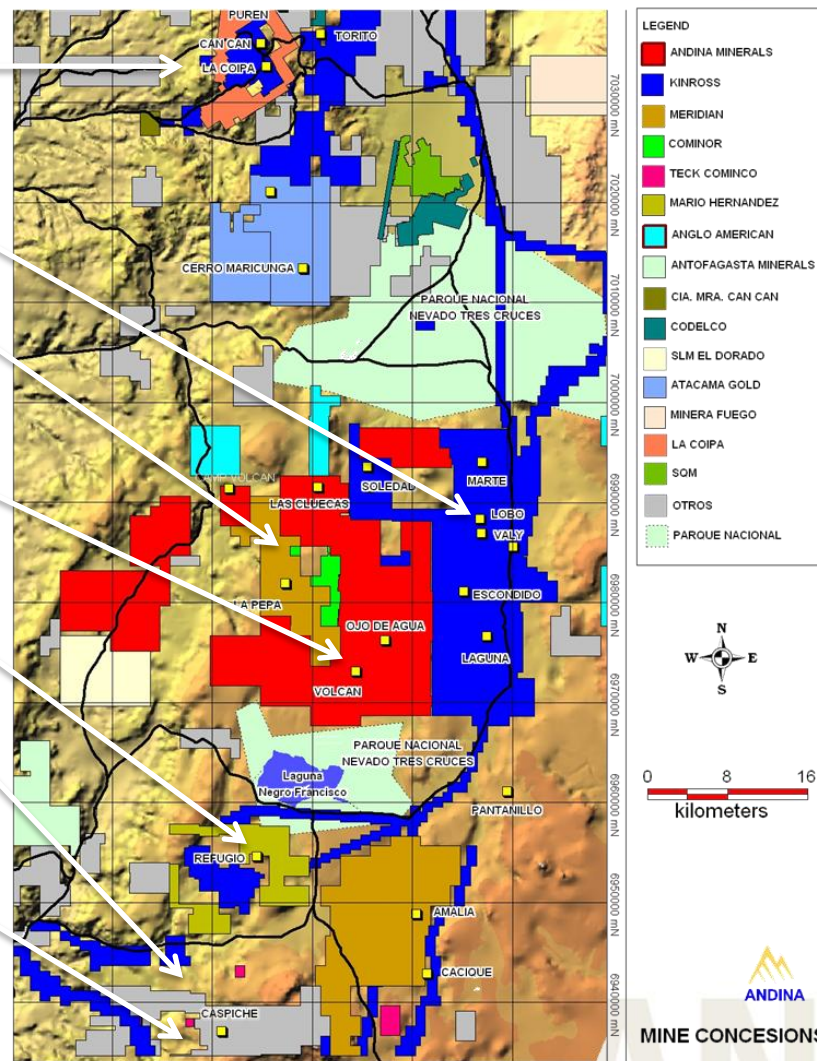 PUREN
CAN CAN
TORITO
LA COIPA
7030000 mN
7020000 mN
CERRO MARICUNGA
7010000 mN
PARQUE NACIONAL
NEVADO TRES CRUCES
7000000 mN
SOLEDAD
MARTE
LAS CLUECAS
6990000 mN
LOBO
VALY
LA PEPA
ESCONDIDO
6980000 mN
OJO DE AGUA
LAGUNA
VOLCAN
6970000 mN
PARQUE NACIONAL
NEVADO TRES CRUCES
Laguna
Negro Francisco
6960000 mN
PANTANILLO
REFUGIO
6950000 mN
AMALIA
CACIQUE
6940000 mN
CASPICHE
LEGEND
ANDINA MINERALS
KINROSS
MERIDIAN
COMINOR
TECK COMINCO
MARIO HERNANDEZ
ANGLO AMERICAN
ANTOFAGASTA MINERALS
CIA. MRA. CAN CAN
CODELCO
SLM EL DORADO
ATACAMA GOLD
MINERA FUEGO
LA COIPA
SQM
OTROS
PARQUE NACIONAL
N
W E
S
0 8 16
kilometers
ANDINA
MINE CONCESIONS